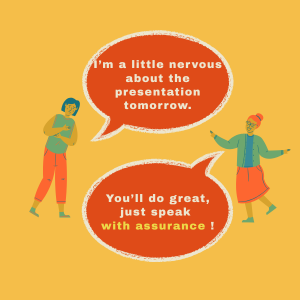 I'm a little nervous
about the
presentation
tomorrow.
You'll do great,
just speak
with assurance !